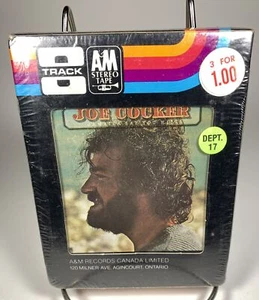 8
TRACK
A&M
STEREO
TAPE
3 FOR
1.00
JOE COCKER
DEPT.
17
A&M RECORDS CANADA LIMITED
120 MILNER AVE. AGINCOURT, ONTARIO